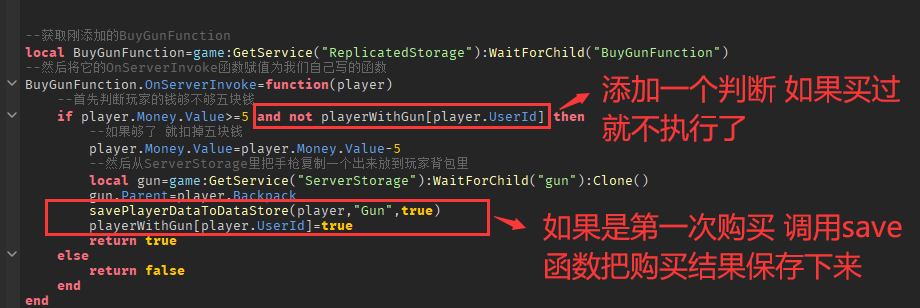 --获取刚添加的BuyGunFunction
local BuyGunFunction=game:GetService("ReplicatedStorage"):WaitForChild("BuyGunFunction")
--然后将它的OnServerInvoke函数赋值为我们自己写的函数
BuyGunFunction.OnServerInvoke=function(player)
--首先判断玩家的钱够不够五块钱
if player.Money.Value>=5 and not playerWithGun[player.UserId] then
--如果够了 就扣掉五块钱
player.Money.Value=player.Money.Value-5
--然后从ServerStorage里把手枪复制一个出来放到玩家背包里
local gun=game:GetService("ServerStorage"):WaitForChild("gun"):Clone()
gun.Parent=player.Backpack
savePlayerDataToDataStore(player,"Gun",true)
playerWithGun[player.UserId]=true
return true
else
return false
end
end
添加一个判断 如果买过
就不执行了
如果是第一次购买 调用save
函数把购买结果保存下来